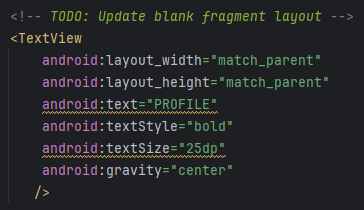 <!-- TODO: Update blank fragment layout -->
<TextView
android:layout_width="match_parent"
android:layout_height="match_parent"
android:text="PROFILE"
android:textStyle="bold"
android:textSize="25dp"
android:gravity="center"
/>